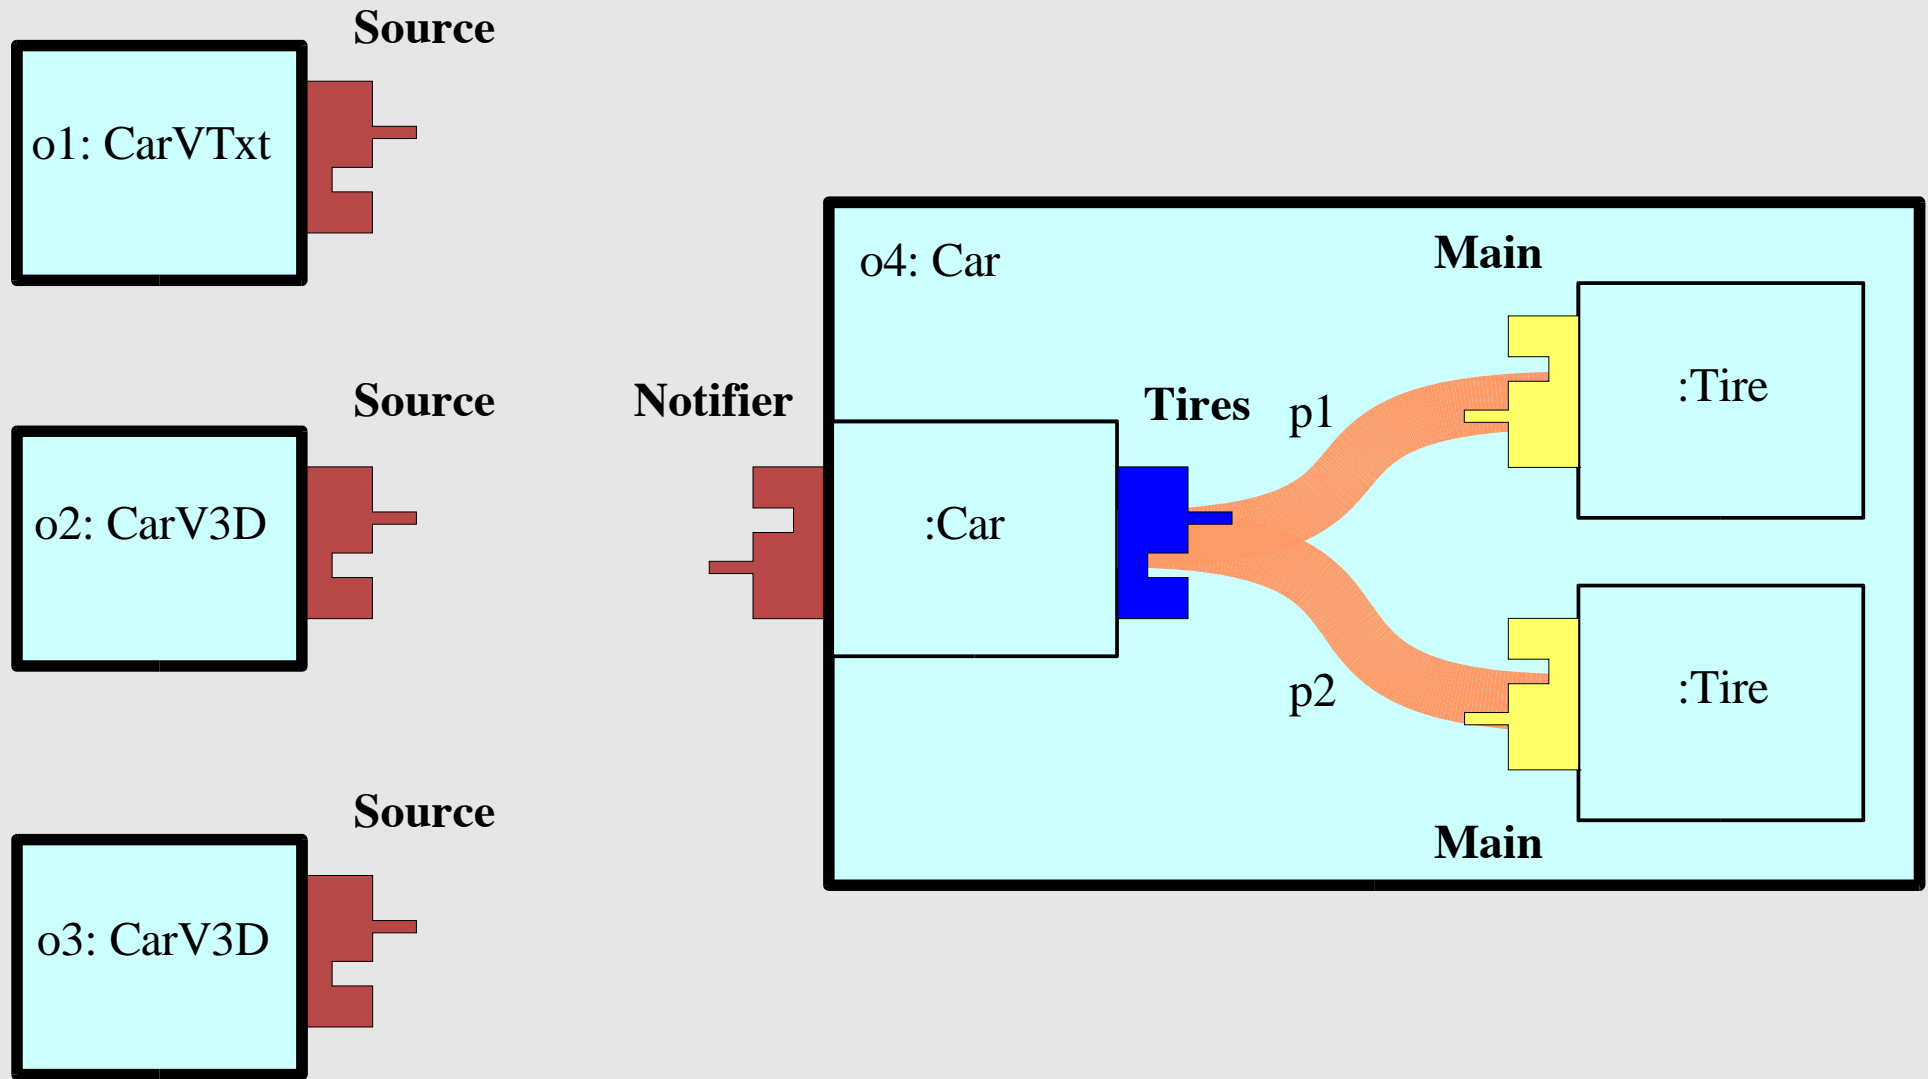 Source
o1: CarVTxt
Source
o2: CarV3D
Source
o3: CarV3D
Notifier
o4: Car
:Car
Tires
p1
p2
Main
:Tire
:Tire
Main